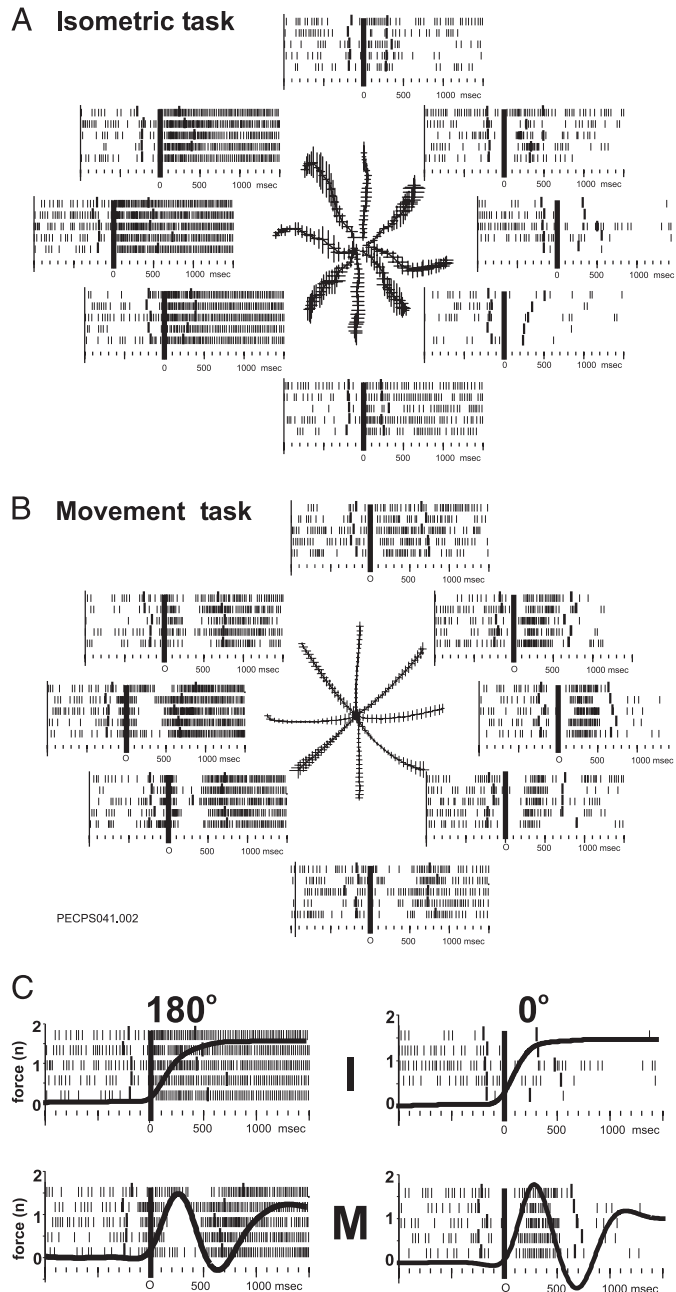 A Isometric task
0 500 1000 msec
0 500 1000 msec
0 500 1000 msec
0 500 1000 msec
0 500 1000 msec
0 500 1000 msec
0 500 1000 msec
0 500 1000 msec
B Movement task
O 500 1000 msec
O 500 1000 msec
O 500 1000 msec
O 500 1000 msec
O 500 1000 msec
O 500 1000 msec
O 500 1000 msec
PECPS041.002
O 500 1000 msec
C
180° 0°
force (n) 2 1 0 I 2 1 0
0 500 1000 msec 0 500 1000 msec
force (n) 2 1 0 M 2 1 0
O 500 1000 msec O 500 1000 msec